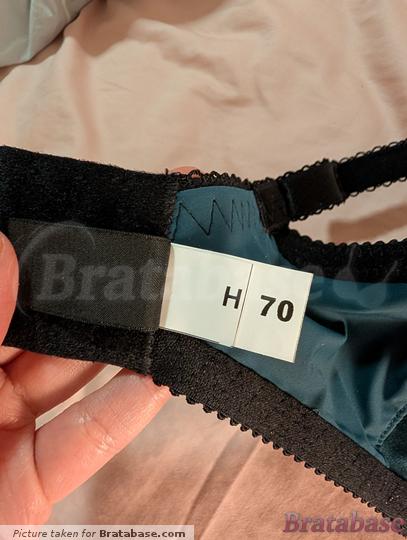 Bratabase
H 70
Bratabase
Picture taken for Bratabase.com